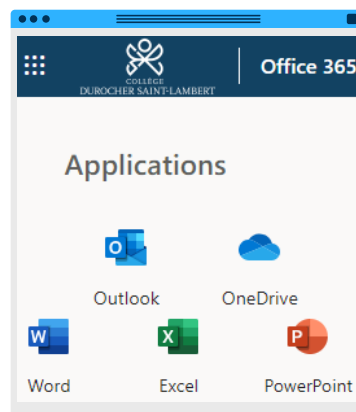 COLLÈGE
DUROCHER SAINT-LAMBERT
Office 365
Applications
O
Outlook OneDrive
W X P
Word Excel PowerPoint